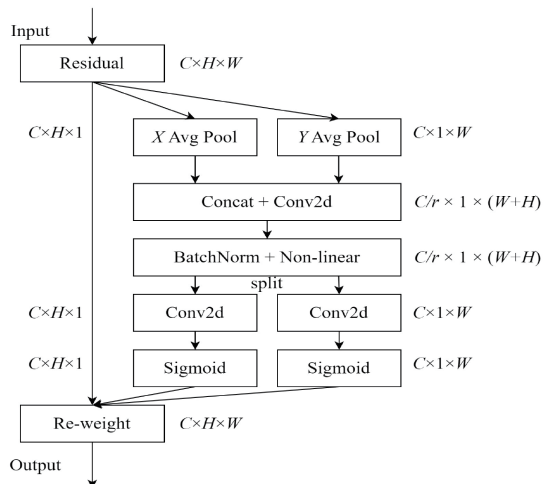 Input
Residual C×H×W
C×H×1 X Avg Pool Y Avg Pool C×1×W
Concat + Conv2d C/r × 1 × (W+H)
BatchNorm + Non-linear C/r × 1 × (W+H)
split
C×H×1 Conv2d Conv2d C×1×W
C×H×1 Sigmoid Sigmoid C×1×W
Re-weight C×H×W
Output